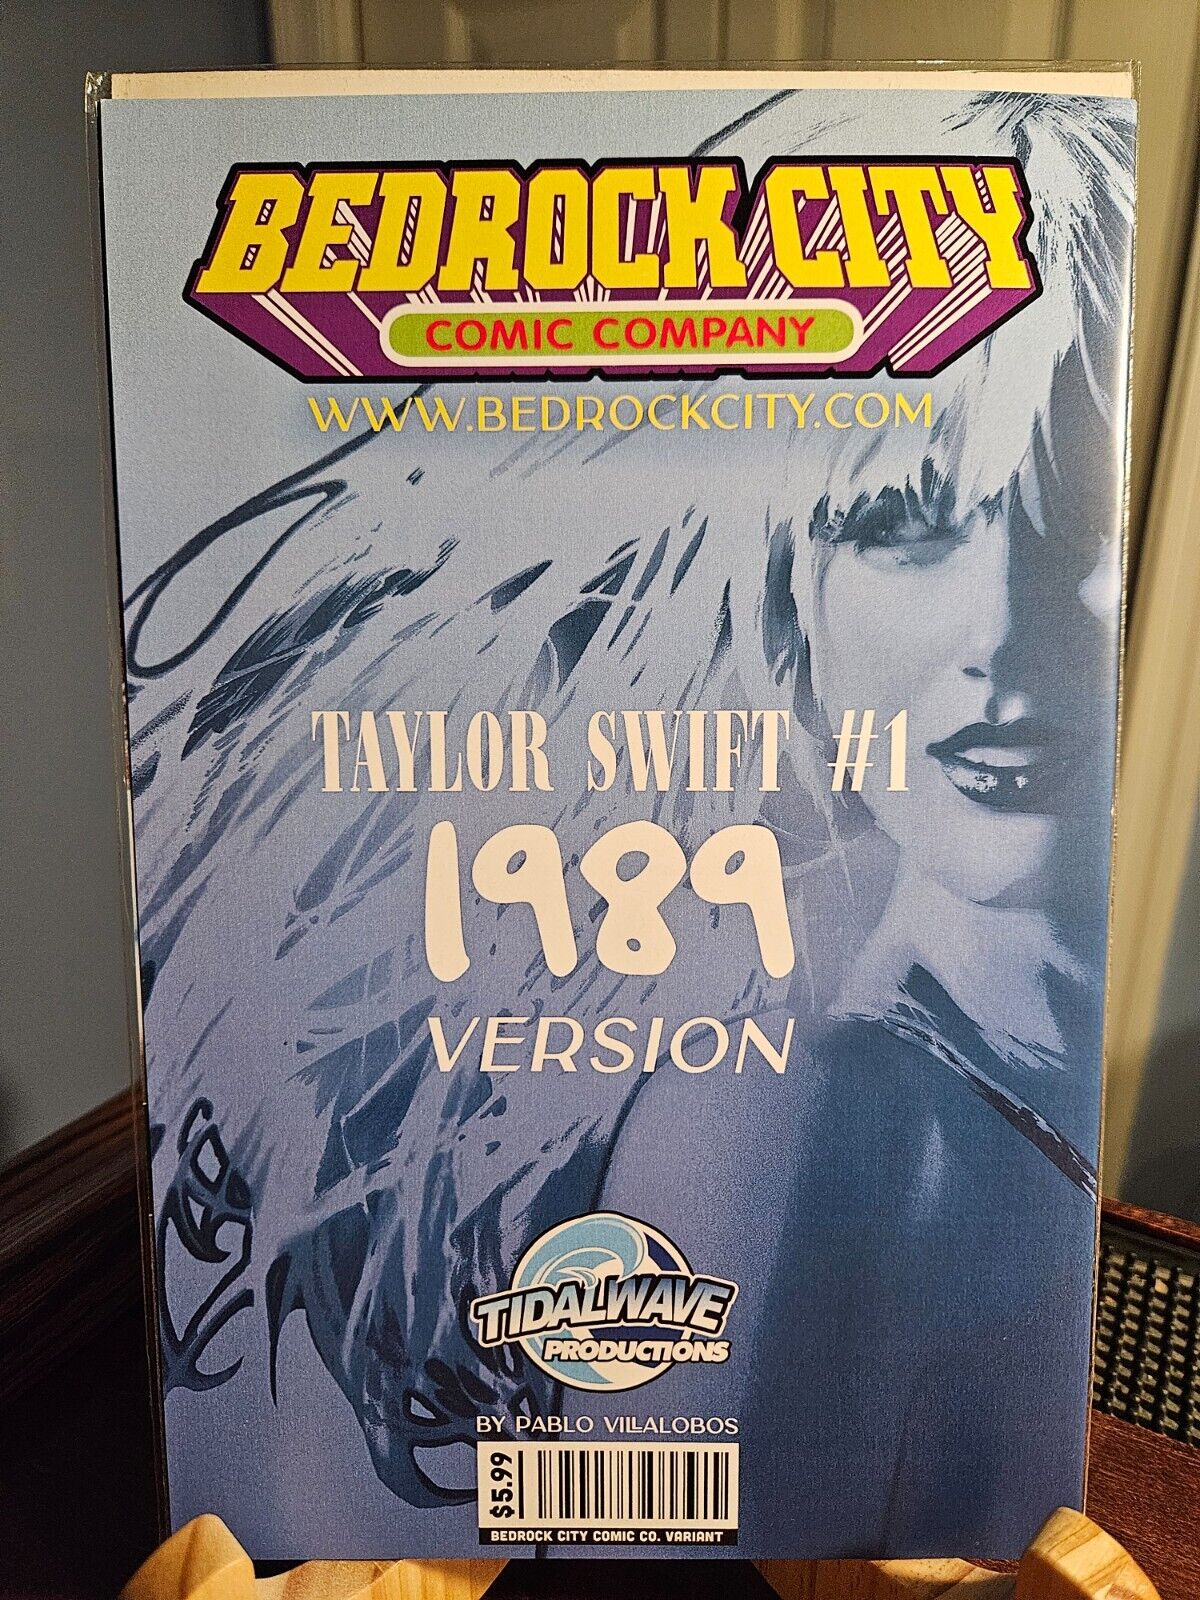 BEDROCK CITY
COMIC COMPANY
WWW.BEDROCKCITY.COM
TAYLOR SWIFT #1
1989
VERSION
TIDALWAVE
PRODUCTIONS
BY PABLO VILLALOBOS
$5.99
BEDROCK CITY COMIC CO. VARIANT